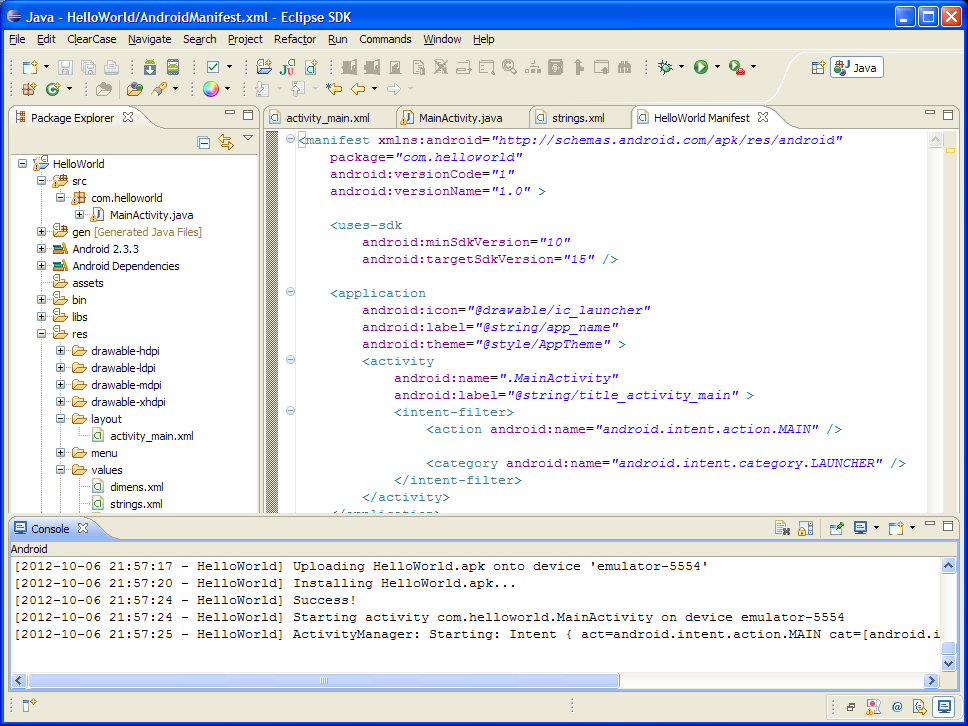 Java - HelloWorld/AndroidManifest.xml - Eclipse SDK
File Edit ClearCase Navigate Search Project Refactor Run Commands Window Help
Java
Package Explorer
activity_main.xml MainActivity.java strings.xml HelloWorld Manifest
HelloWorld
src
com.helloworld
MainActivity.java
gen [Generated Java Files]
Android 2.3.3
Android Dependencies
assets
bin
libs
res
drawable-hdpi
drawable-ldpi
drawable-mdpi
drawable-xhdpi
layout
activity_main.xml
menu
values
dimens.xml
strings.xml
<manifest xmlns:android="http://schemas.android.com/apk/res/android"
package="com.helloworld"
android:versionCode="1"
android:versionName="1.0" >
<uses-sdk
android:minSdkVersion="10"
android:targetSdkVersion="15" />
<application
android:icon="@drawable/ic_launcher"
android:label="@string/app_name"
android:theme="@style/AppTheme" >
<activity
android:name=".MainActivity"
android:label="@string/title_activity_main" >
<intent-filter>
<action android:name="android.intent.action.MAIN" />
<category android:name="android.intent.category.LAUNCHER" />
</intent-filter>
</activity>
</application>
Console
Android
[2012-10-06 21:57:17 - HelloWorld] Uploading HelloWorld.apk onto device 'emulator-5554'
[2012-10-06 21:57:20 - HelloWorld] Installing HelloWorld.apk...
[2012-10-06 21:57:24 - HelloWorld] Success!
[2012-10-06 21:57:24 - HelloWorld] Starting activity com.helloworld.MainActivity on device emulator-5554
[2012-10-06 21:57:25 - HelloWorld] ActivityManager: Starting: Intent { act=android.intent.action.MAIN cat=[android.i